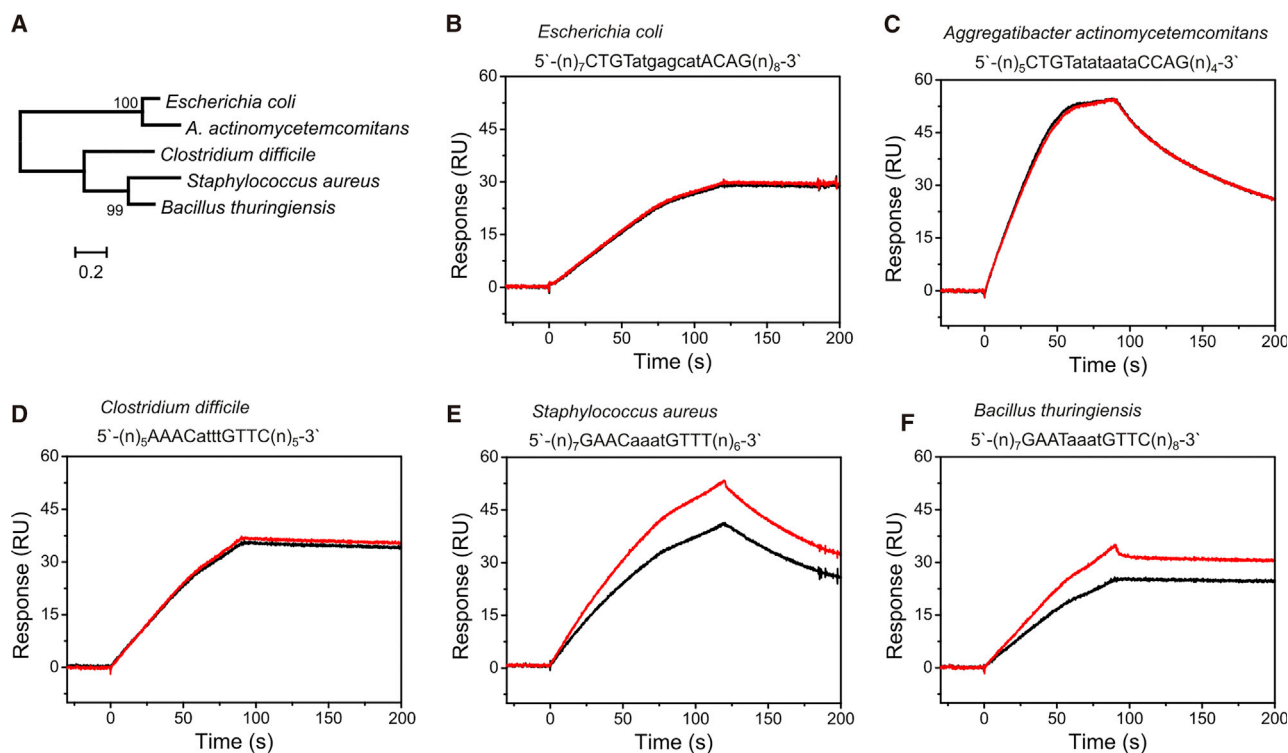 A
100
Escherichia coli
A. actinomycetemcomitans
Clostridium difficile
Staphylococcus aureus
99
Bacillus thuringiensis
0.2
B
Escherichia coli
5`-(n)7CTGTatgagcatACAG(n)8-3`
60
45
30
15
0
Response (RU)
0 50 100 150 200
Time (s)
C
Aggregatibacter actinomycetemcomitans
5`-(n)5CTGTatataataCCAG(n)4-3`
60
45
30
15
0
Response (RU)
0 50 100 150 200
Time (s)
D
Clostridium difficile
5`-(n)5AAACatttGTTC(n)5-3`
60
45
30
15
0
Response (RU)
0 50 100 150 200
Time (s)
E
Staphylococcus aureus
5`-(n)7GAACaaatGTTT(n)6-3`
60
45
30
15
0
Response (RU)
0 50 100 150 200
Time (s)
F
Bacillus thuringiensis
5`-(n)7GAATaaatGTTC(n)8-3`
60
45
30
15
0
Response (RU)
0 50 100 150 200
Time (s)